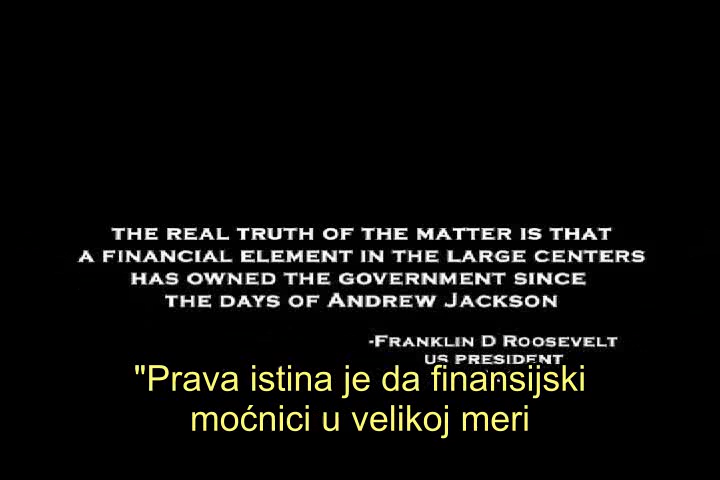 THE REAL TRUTH OF THE MATTER IS THAT
A FINANCIAL ELEMENT IN THE LARGE CENTERS
HAS OWNED THE GOVERNMENT SINCE
THE DAYS OF ANDREW JACKSON
-FRANKLIN D ROOSEVELT
US PRESIDENT
"Prava istina je da finansijski
moćnici u velikoj meri